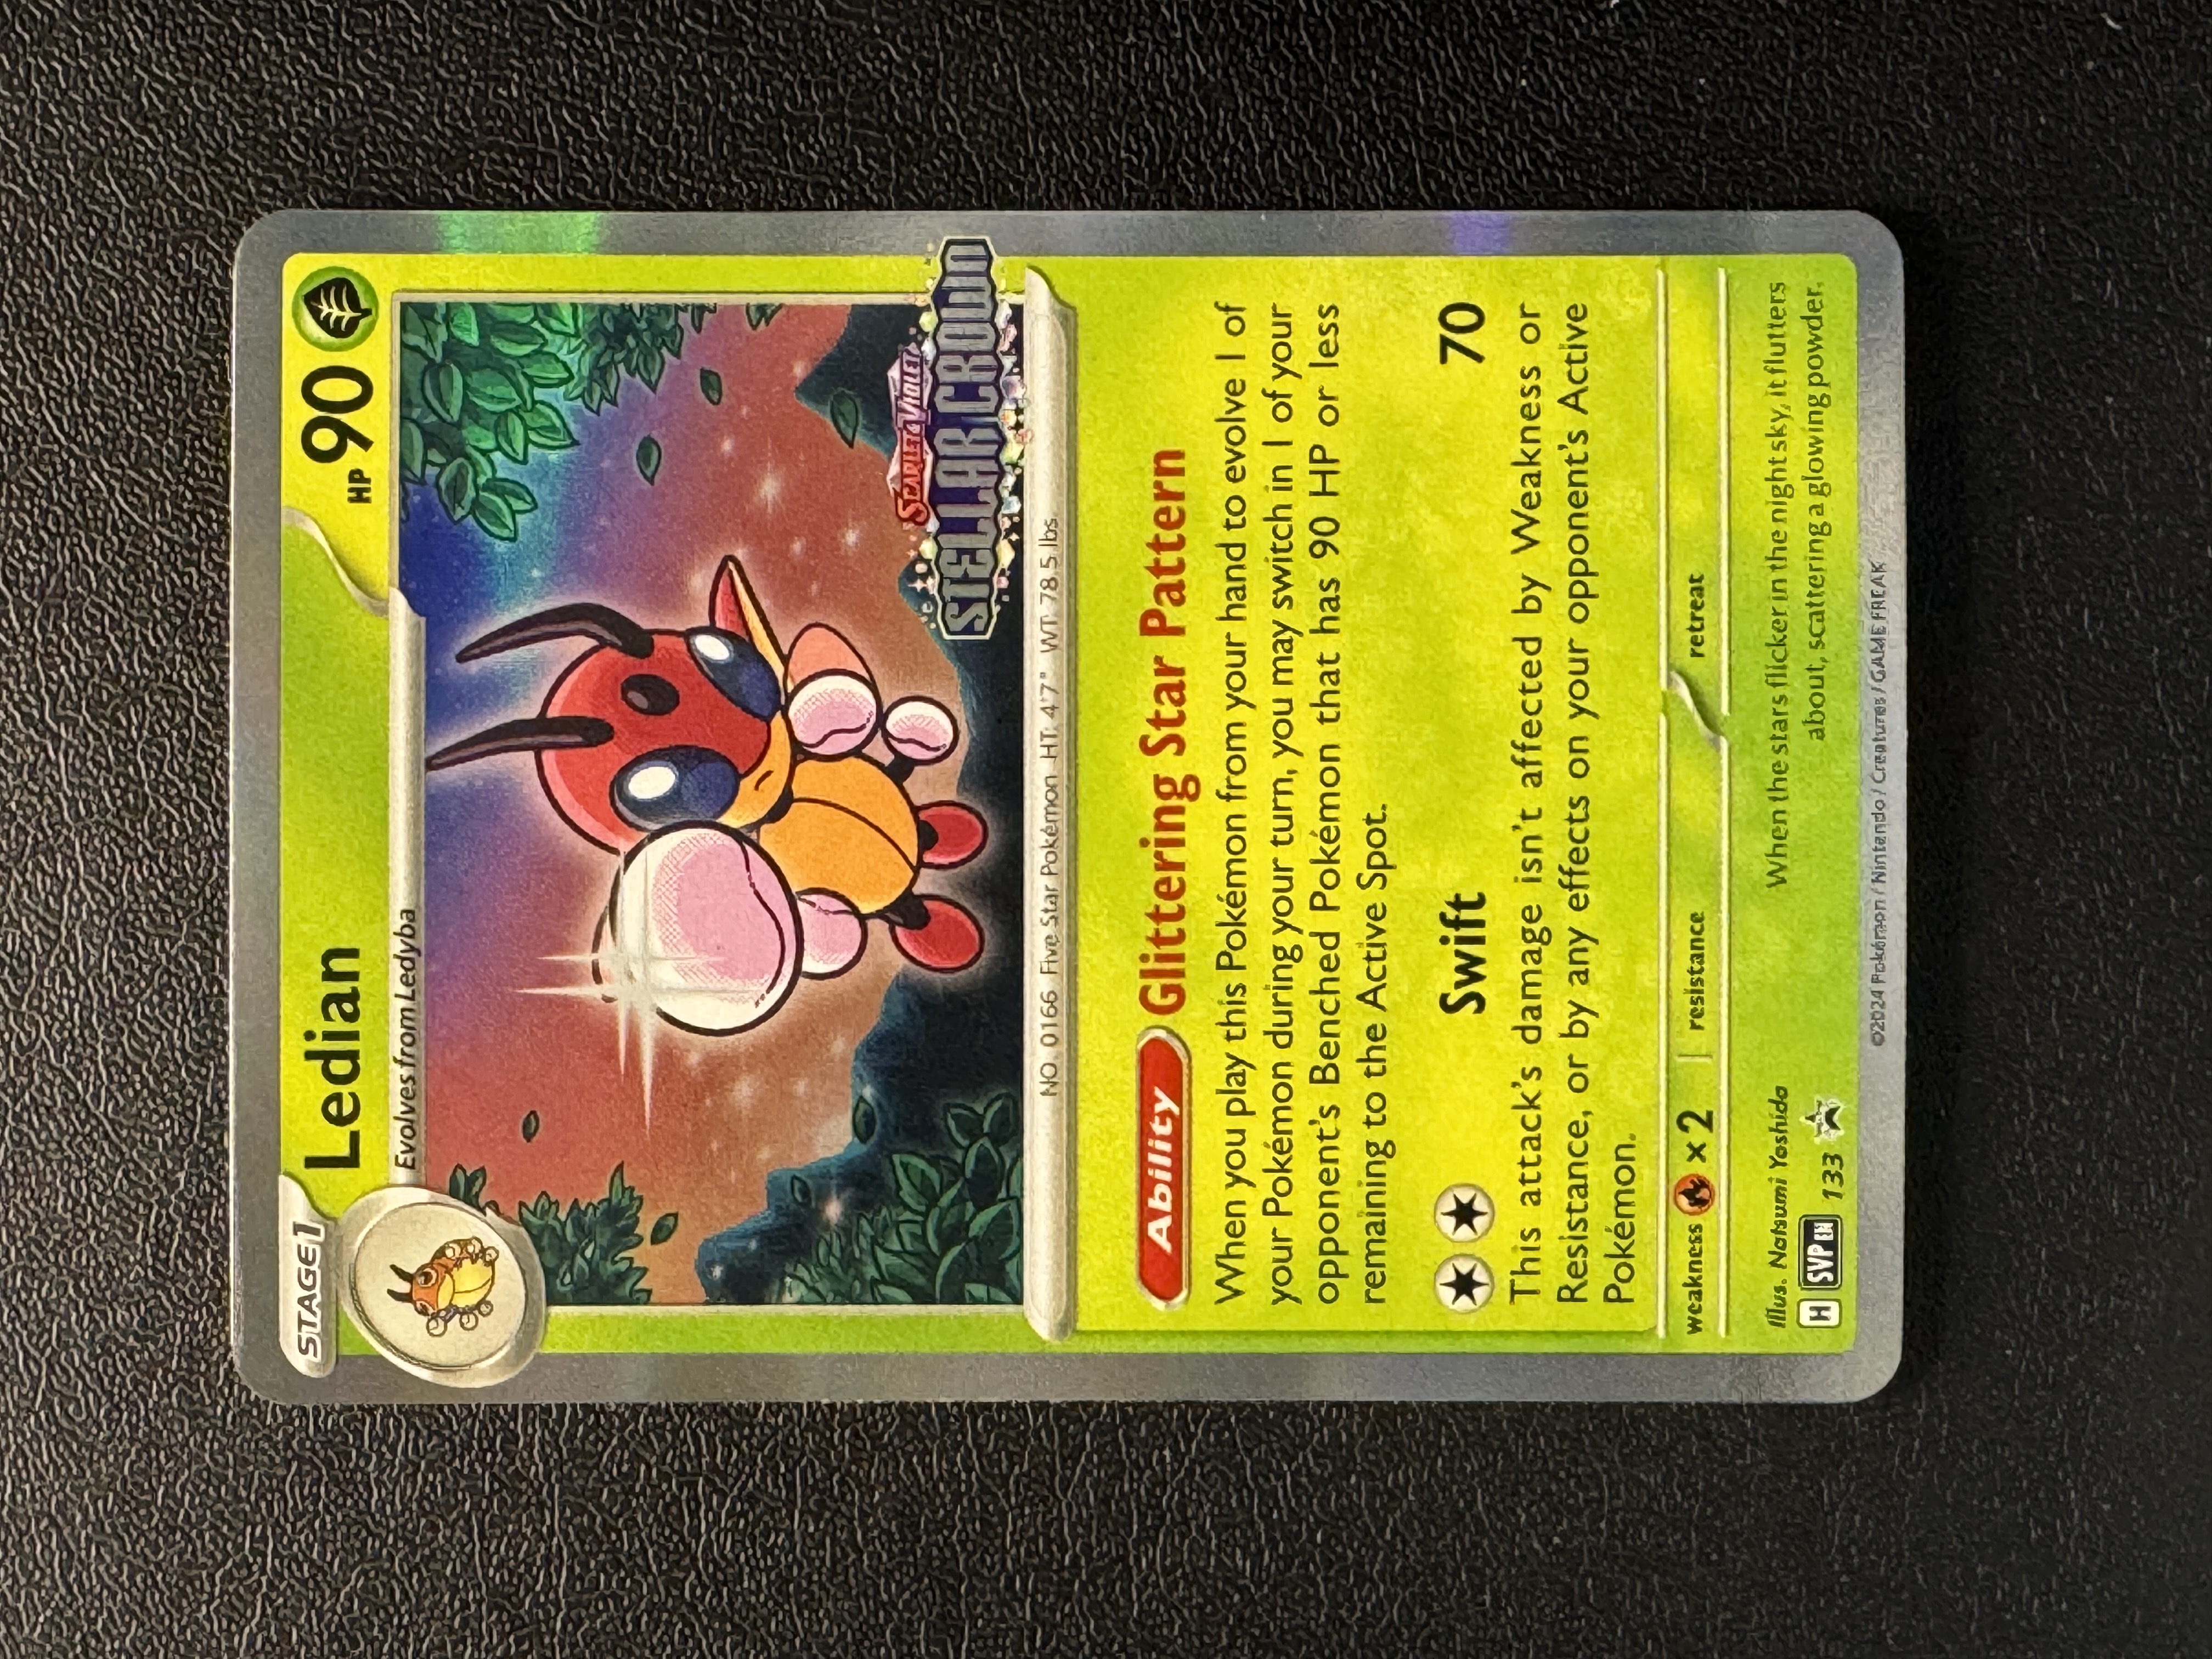 STAGE1
Ledian
HP 90
Evolves from Ledyba
SCARLET & VIOLET
STELLAR CROWN
NO. 0166 Five Star Pokémon HT: 4'7" WT: 78.5 lbs.
Ability Glittering Star Pattern
When you play this Pokémon from your hand to evolve 1 of
your Pokémon during your turn, you may switch in 1 of your
opponent's Benched Pokémon that has 90 HP or less
remaining to the Active Spot.
Swift 70
This attack's damage isn't affected by Weakness or
Resistance, or by any effects on your opponent's Active
Pokémon.
weakness ×2 resistance retreat
Illus. Natsumi Yoshida
H SVP EN 133
When the stars flicker in the night sky, it flutters
about, scattering a glowing powder.
©2024 Pokémon / Nintendo / Creatures / GAME FREAK